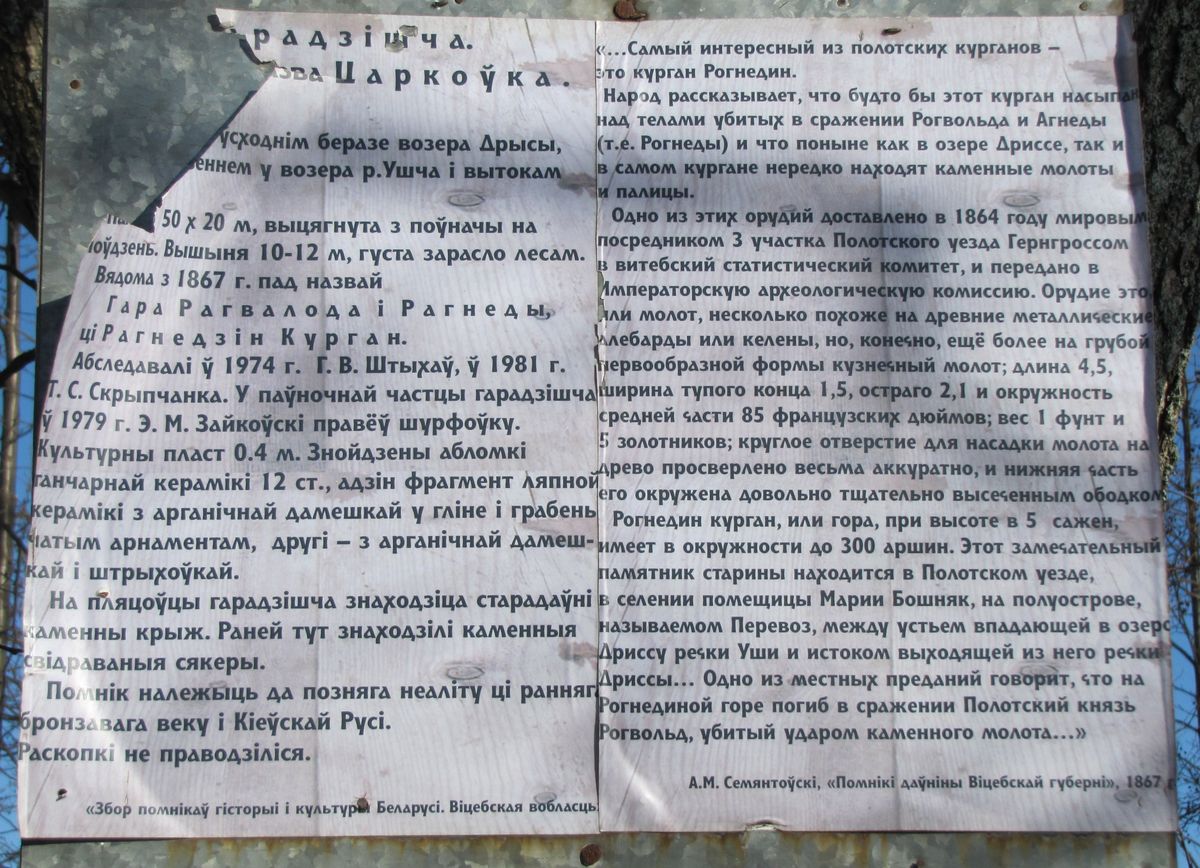 радзішча.
Царкоўка.
усходнім беразе возера Дрысы,
у возера р.Ушча і вытокам
50 х 20 м, выцягнута з поўначы на
поўдзень. Вышыня 10-12 м, густа зарасло лесам.
Вядома з 1867 г. пад назвай
Гара Рагвалода і Рагнеды,
ці Рагнедзін Курган.
Абследавалі ў 1974 г. Г. В. Штыхаў, ў 1981 г.
Т. С. Скрыпчанка. У паўночнай частцы гарадзішча
ў 1979 г. Э. М. Зайкоўскі правёў шурфоўку.
Культурны пласт 0.4 м. Знойдзены абломкі
ганчарнай керамікі 12 ст., адзін фрагмент ляпной
керамікі з арганічнай дамешкай у гліне і грабень
чатым арнаментам, другі – з арганічнай дамеш-
кай і штрыхоўкай.
На пляцоўцы гарадзішча знаходзіца старадаўні
каменны крыж. Раней тут знаходзілі каменныя
свідраваныя сякеры.
Помнік належыць да позняга неаліту ці ранняг
бронзавага веку і Кіеўскай Русі.
Раскопкі не праводзіліся.
«Збор помнікаў гісторыі і культуры Беларусі. Віцебская вобласць
«...Самый интересный из полотских курганов –
это курган Рогнедин.
Народ рассказывает, что будто бы этот курган насыпан
над телами убитых в сражении Рогвольда и Агнеды
(т.е. Рогнеды) и что поныне как в озере Дриссе, так и
в самом кургане нередко находят каменные молоты
и палицы.
Одно из этих орудий доставлено в 1864 году мировым
посредником 3 участка Полотского уезда Гернгроссом
в витебский статистический комитет, и передано в
Императорскую археологическую комиссию. Орудие это,
или молот, несколько похоже на древние металлические
алебарды или келены, но, конечно, ещё более на грубой
первообразной формы кузнечный молот; длина 4,5,
ширина тупого конца 1,5, остраго 2,1 и окружность
средней части 85 французских дюймов; вес 1 фунт и
5 золотников; круглое отверстие для насадки молота на
древо просверлено весьма аккуратно, и нижняя часть
его окружена довольно тщательно высеченным ободком
Рогнедин курган, или гора, при высоте в 5 сажен,
имеет в окружности до 300 аршин. Этот замечательный
памятник старины находится в Полотском уезде,
в селении помещицы Марии Бошняк, на полуострове,
называемом Перевоз, между устьем впадающей в озеро
Дриссу речки Уши и истоком выходящей из него речки
Дриссы... Одно из местных преданий говорит, что на
Рогнединой горе погиб в сражении Полотский князь
Рогвольд, убитый ударом каменного молота...»
А.М. Семянтоўскі, «Помнікі даўніны Віцебскай губерні», 1867 г